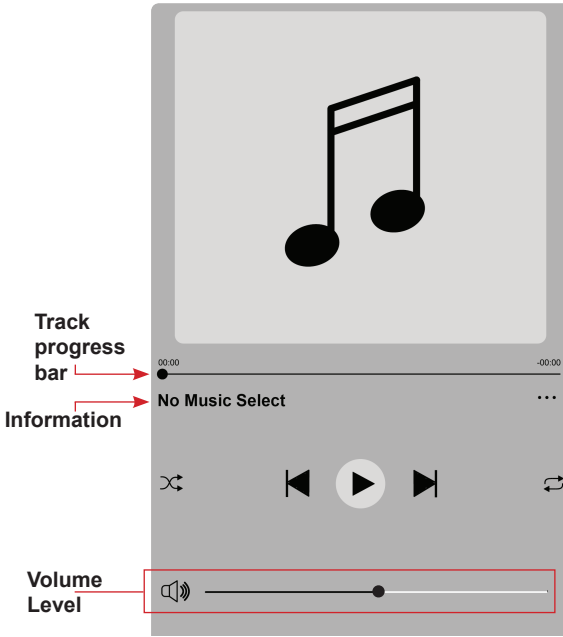 Track
progress
bar
00:00
-00:00
No Music Select
...
Information
Volume
Level